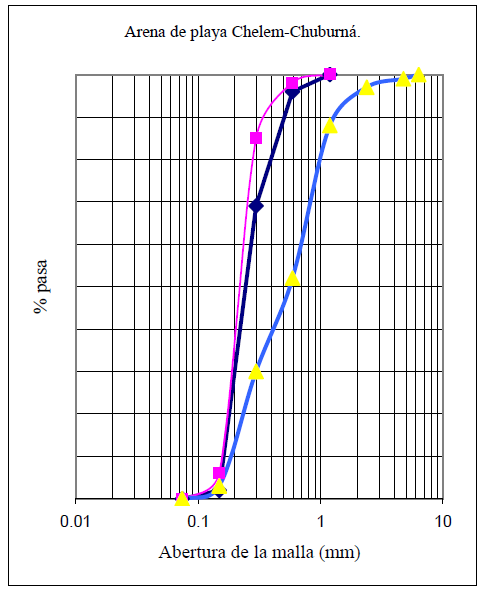 Arena de playa Chelem-Chuburná.
% pasa
0.01 0.1 1 10
Abertura de la malla (mm)